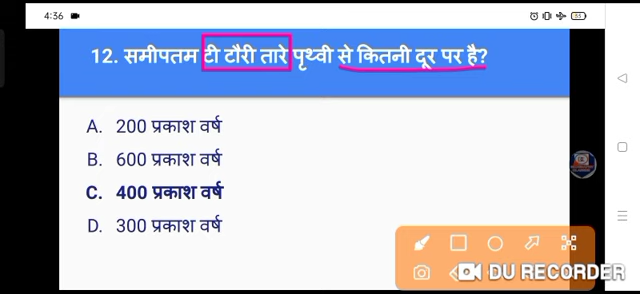 4:36
53
12. समीपतम टी टौरी तारे पृथ्वी से कितनी दूर पर है?
A. 200 प्रकाश वर्ष
B. 600 प्रकाश वर्ष
C. 400 प्रकाश वर्ष
D. 300 प्रकाश वर्ष
DU RECORDER